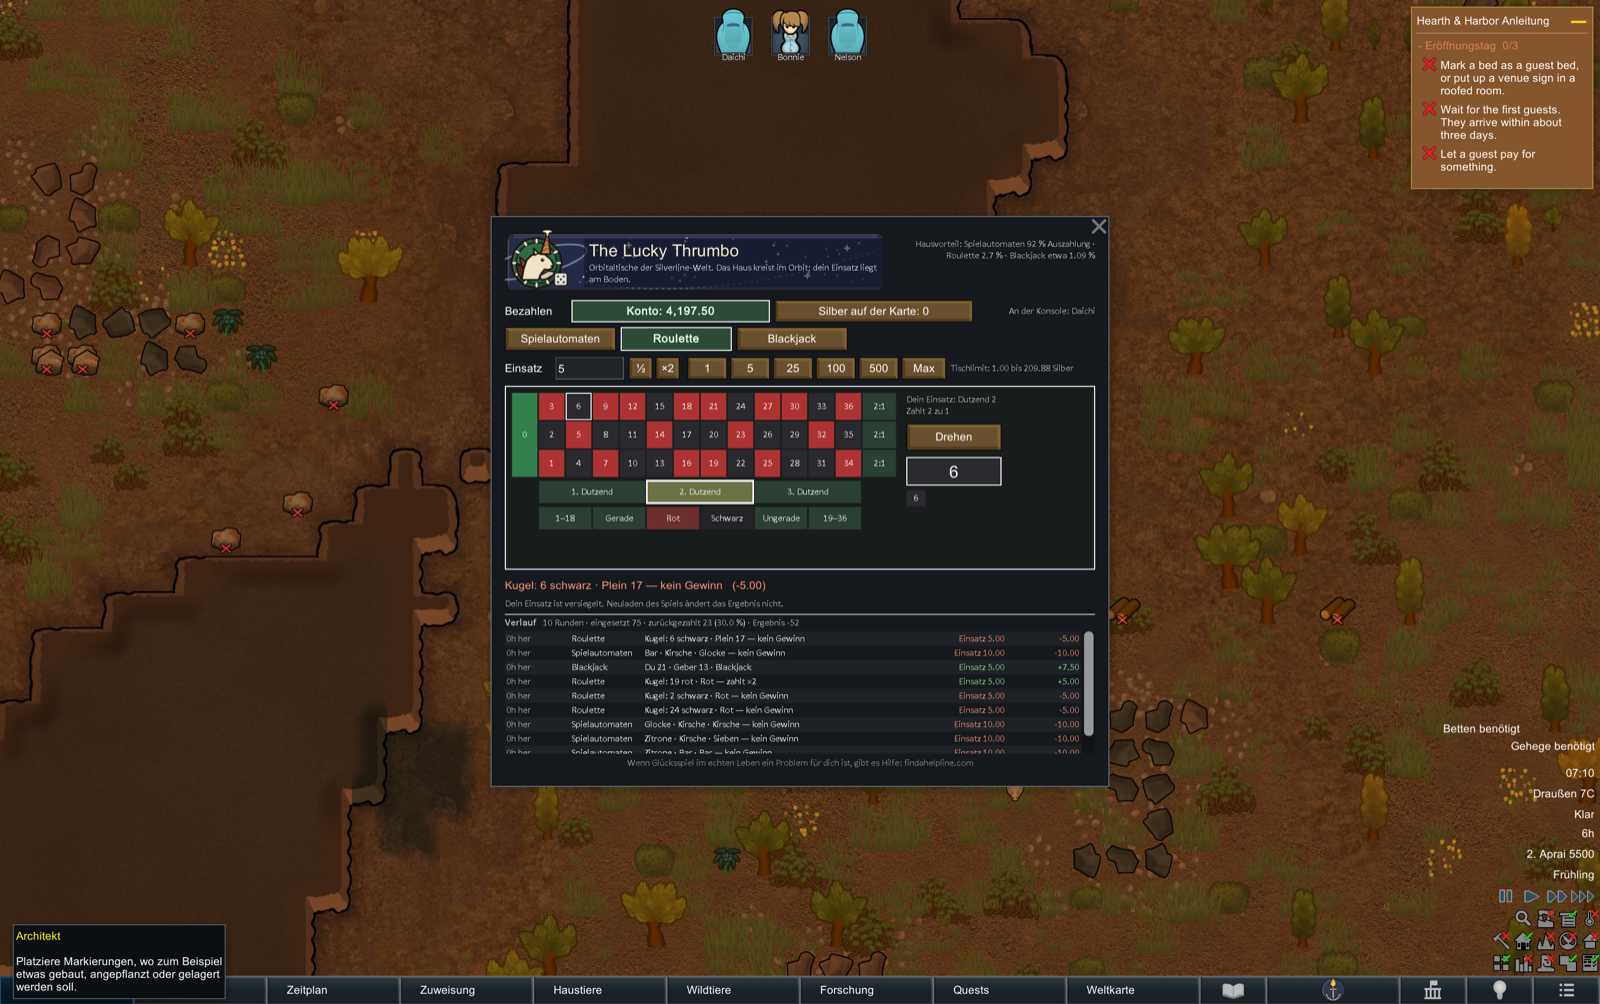 Daichi
Bonnie
Nelson
Hearth & Harbor Anleitung
- Eröffnungstag 0/3
Mark a bed as a guest bed,
or put up a venue sign in a
roofed room.
Wait for the first guests.
They arrive within about
three days.
Let a guest pay for
something.
The Lucky Thrumbo
Orbitaltische der Silverline-Welt. Das Haus kreist im Orbit; dein Einsatz liegt
am Boden.
Hausvorteil: Spielautomaten 92 % Auszahlung ·
Roulette 2.7 % · Blackjack etwa 1.09 %
Bezahlen
Konto: 4,197.50
Silber auf der Karte: 0
An der Konsole: Daichi
Spielautomaten
Roulette
Blackjack
Einsatz
5
½
×2
1
5
25
100
500
Max
Tischlimit: 1.00 bis 209.88 Silber
0
3 6 9 12 15 18 21 24 27 30 33 36 2:1
2 5 8 11 14 17 20 23 26 29 32 35 2:1
1 4 7 10 13 16 19 22 25 28 31 34 2:1
1. Dutzend
2. Dutzend
3. Dutzend
1–18
Gerade
Rot
Schwarz
Ungerade
19–36
Dein Einsatz: Dutzend 2
Zahlt 2 zu 1
Drehen
6
6
Kugel: 6 schwarz · Plein 17 — kein Gewinn (-5.00)
Dein Einsatz ist versiegelt. Neuladen des Spiels ändert das Ergebnis nicht.
Verlauf 10 Runden · eingesetzt 75 · zurückgezahlt 23 (30.0 %) · Ergebnis -52
0h her Roulette Kugel: 6 schwarz · Plein 17 — kein Gewinn Einsatz 5.00 -5.00
0h her Spielautomaten Bar · Kirsche · Glocke — kein Gewinn Einsatz 10.00 -10.00
0h her Blackjack Du 21 · Geber 13 · Blackjack Einsatz 5.00 +7.50
0h her Roulette Kugel: 19 rot · Rot — zahlt ×2 Einsatz 5.00 +5.00
0h her Roulette Kugel: 2 schwarz · Rot — kein Gewinn Einsatz 5.00 -5.00
0h her Roulette Kugel: 24 schwarz · Rot — kein Gewinn Einsatz 5.00 -5.00
0h her Spielautomaten Glocke · Kirsche · Kirsche — kein Gewinn Einsatz 10.00 -10.00
0h her Spielautomaten Zitrone · Kirsche · Sieben — kein Gewinn Einsatz 10.00 -10.00
0h her Spielautomaten Zitrone · Bar · Bar — kein Gewinn Einsatz 10.00 -10.00
Wenn Glücksspiel im echten Leben ein Problem für dich ist, gibt es Hilfe: findahelpline.com
Betten benötigt
Gehege benötigt
07:10
Draußen 7C
Klar
6h
2. Aprai 5500
Frühling
Architekt
Platziere Markierungen, wo zum Beispiel
etwas gebaut, angepflanzt oder gelagert
werden soll.
Zeitplan
Zuweisung
Haustiere
Wildtiere
Forschung
Quests
Weltkarte